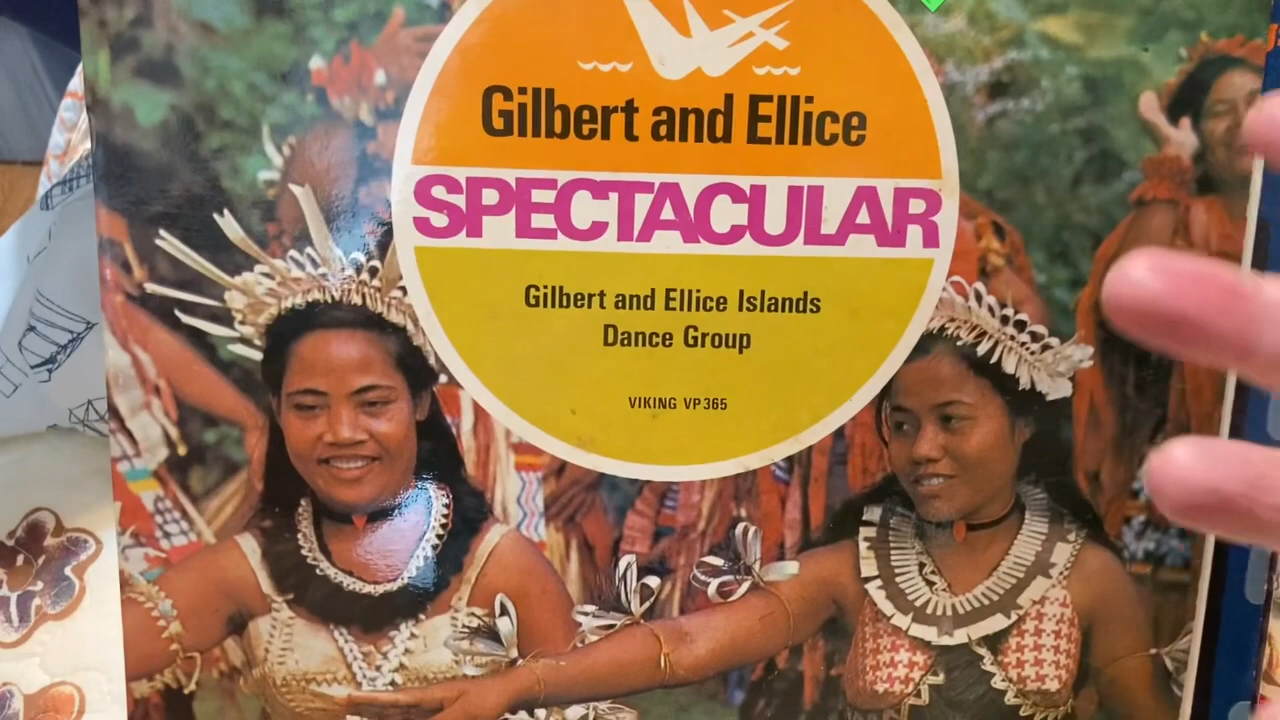 Gilbert and Ellice
SPECTACULAR
Gilbert and Ellice Islands
Dance Group
VIKING VP365